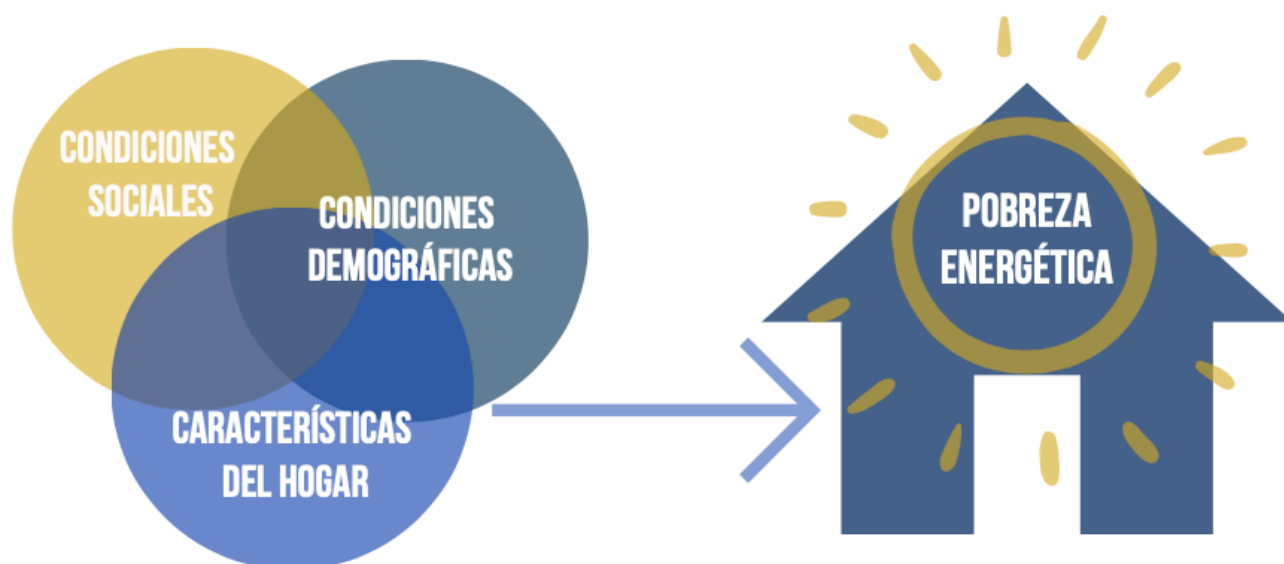 CONDICIONES
SOCIALES
CONDICIONES
DEMOGRÁFICAS
CARACTERÍSTICAS
DEL HOGAR
POBREZA
ENERGÉTICA